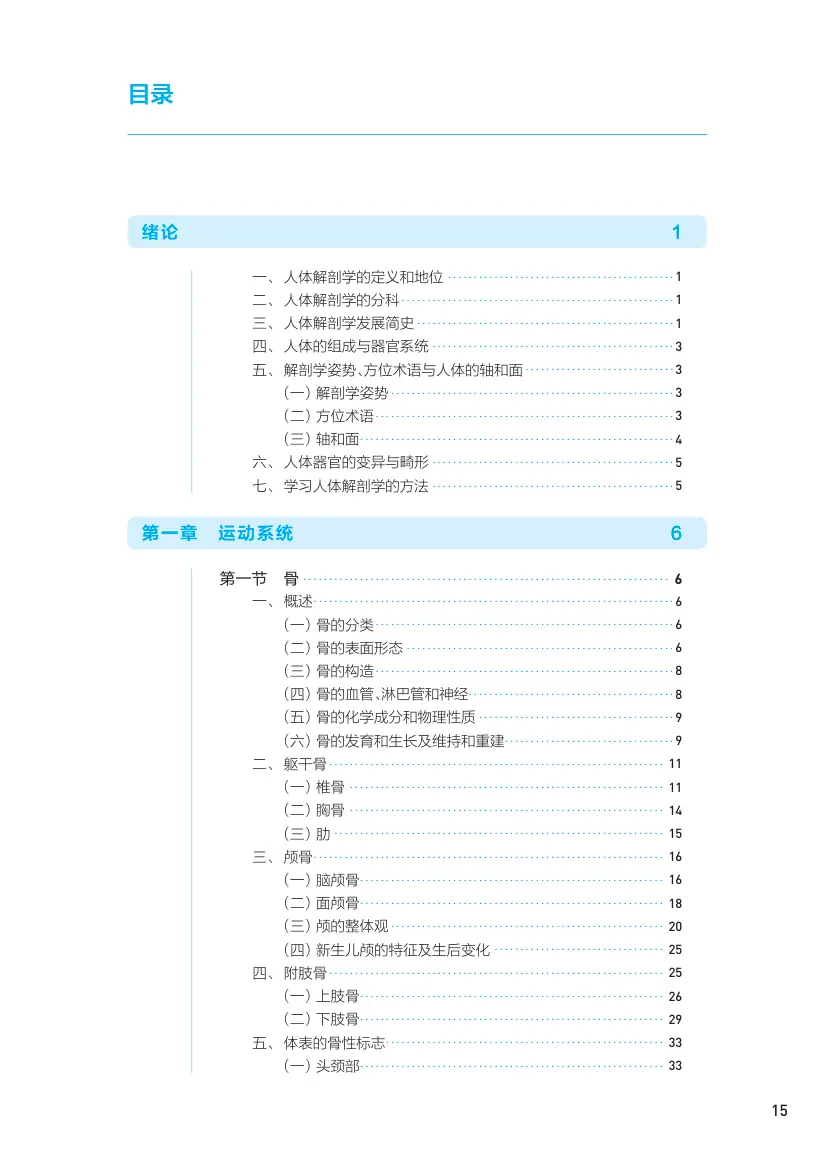 目录
绪论 1
一、人体解剖学的定义和地位 1
二、人体解剖学的分科 1
三、人体解剖学发展简史 1
四、人体的组成与器官系统 3
五、解剖学姿势、方位术语与人体的轴和面 3
（一）解剖学姿势 3
（二）方位术语 3
（三）轴和面 4
六、人体器官的变异与畸形 5
七、学习人体解剖学的方法 5
第一章 运动系统 6
第一节 骨 6
一、概述 6
（一）骨的分类 6
（二）骨的表面形态 6
（三）骨的构造 8
（四）骨的血管、淋巴管和神经 8
（五）骨的化学成分和物理性质 9
（六）骨的发育和生长及维持和重建 9
二、躯干骨 11
（一）椎骨 11
（二）胸骨 14
（三）肋 15
三、颅骨 16
（一）脑颅骨 16
（二）面颅骨 18
（三）颅的整体观 20
（四）新生儿颅的特征及生后变化 25
四、附肢骨 25
（一）上肢骨 26
（二）下肢骨 29
五、体表的骨性标志 33
（一）头颈部 33
15